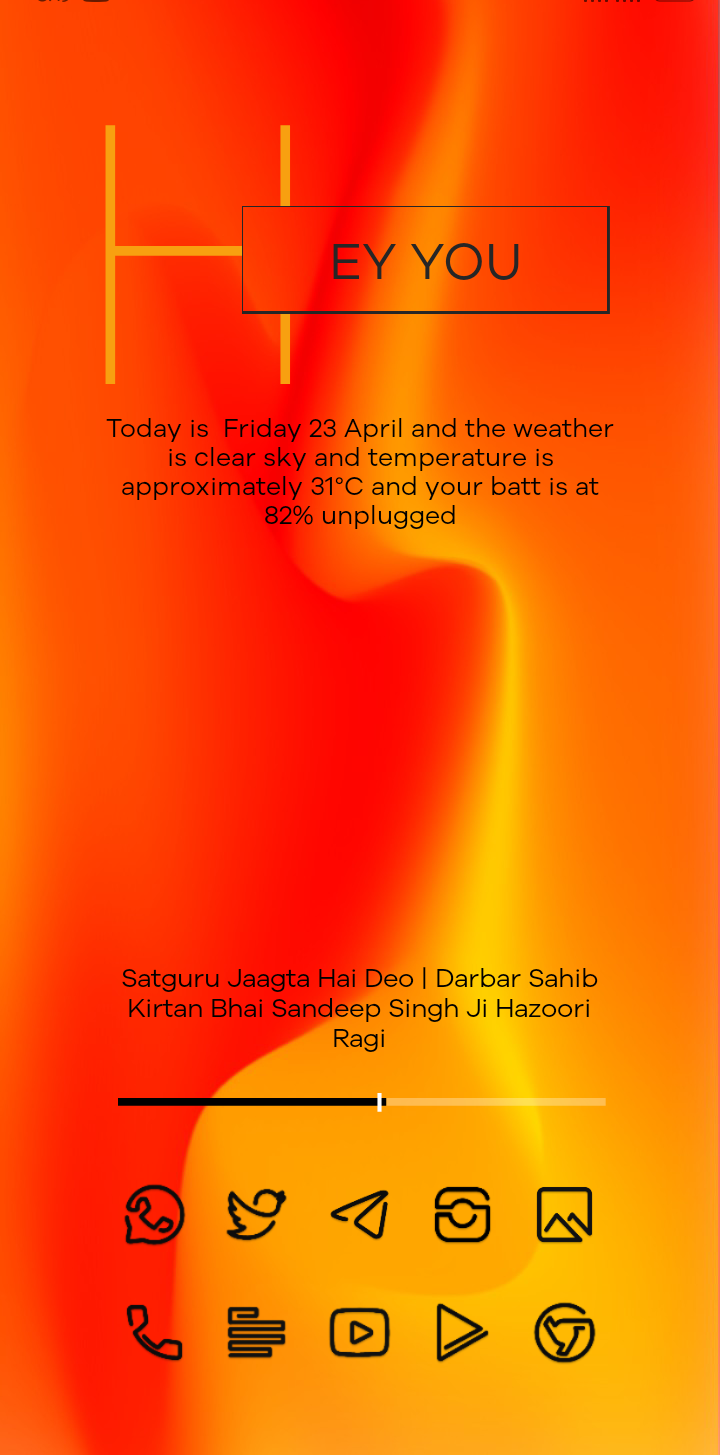 HEY YOU
Today is  Friday 23 April and the weather
is clear sky and temperature is
approximately 31°C and your batt is at
82% unplugged
Satguru Jaagta Hai Deo | Darbar Sahib
Kirtan Bhai Sandeep Singh Ji Hazoori
Ragi